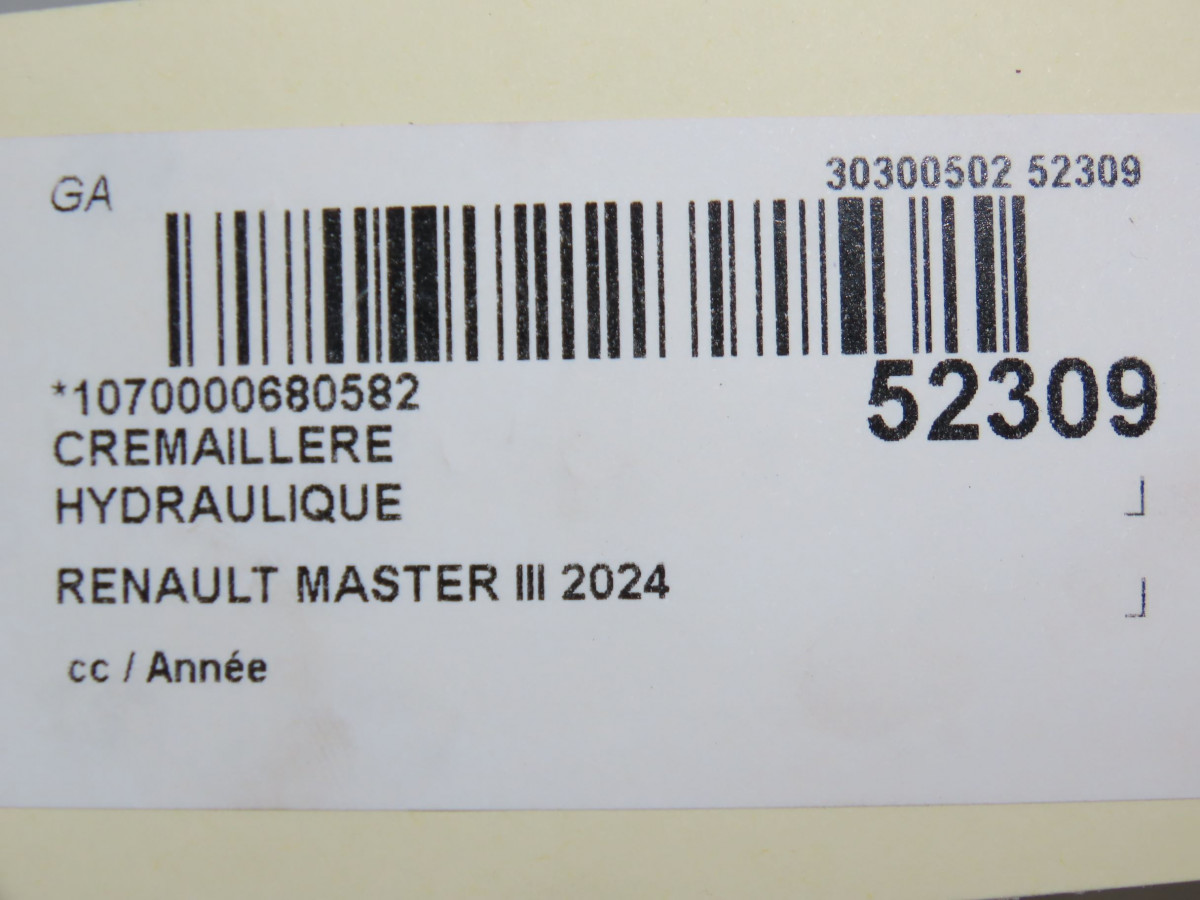 GA
30300502 52309
*1070000680582
52309
CREMAILLERE
HYDRAULIQUE
RENAULT MASTER III 2024
cc / Année